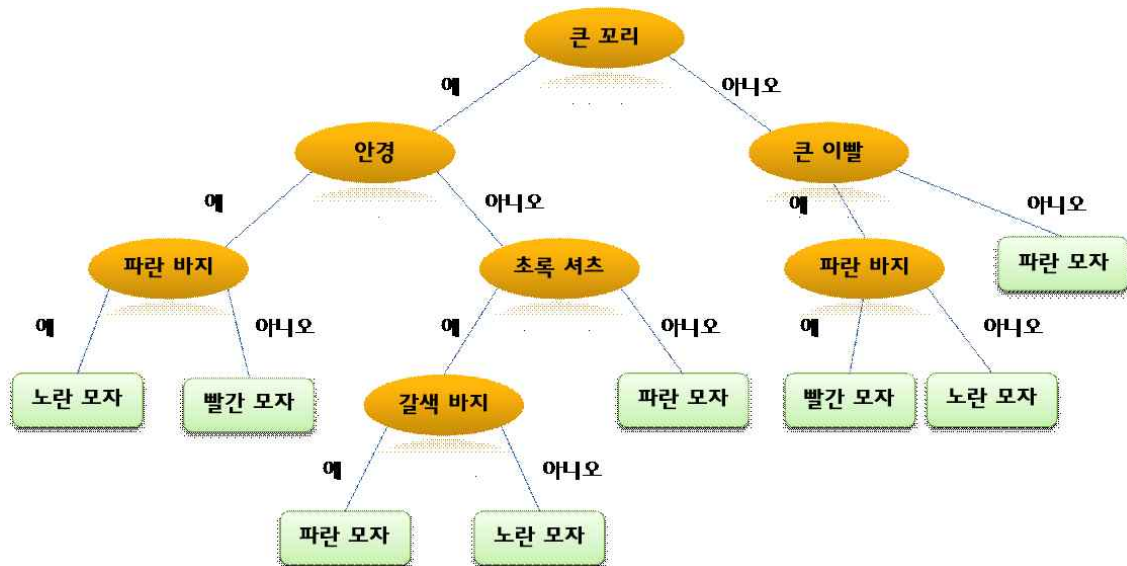 큰 꼬리
예
아니오
안경
큰 이빨
예
아니오
예
아니오
파란 바지
초록 셔츠
파란 바지
파란 모자
예
아니오
예
아니오
예
아니오
노란 모자
빨간 모자
갈색 바지
파란 모자
빨간 모자
노란 모자
예
아니오
파란 모자
노란 모자